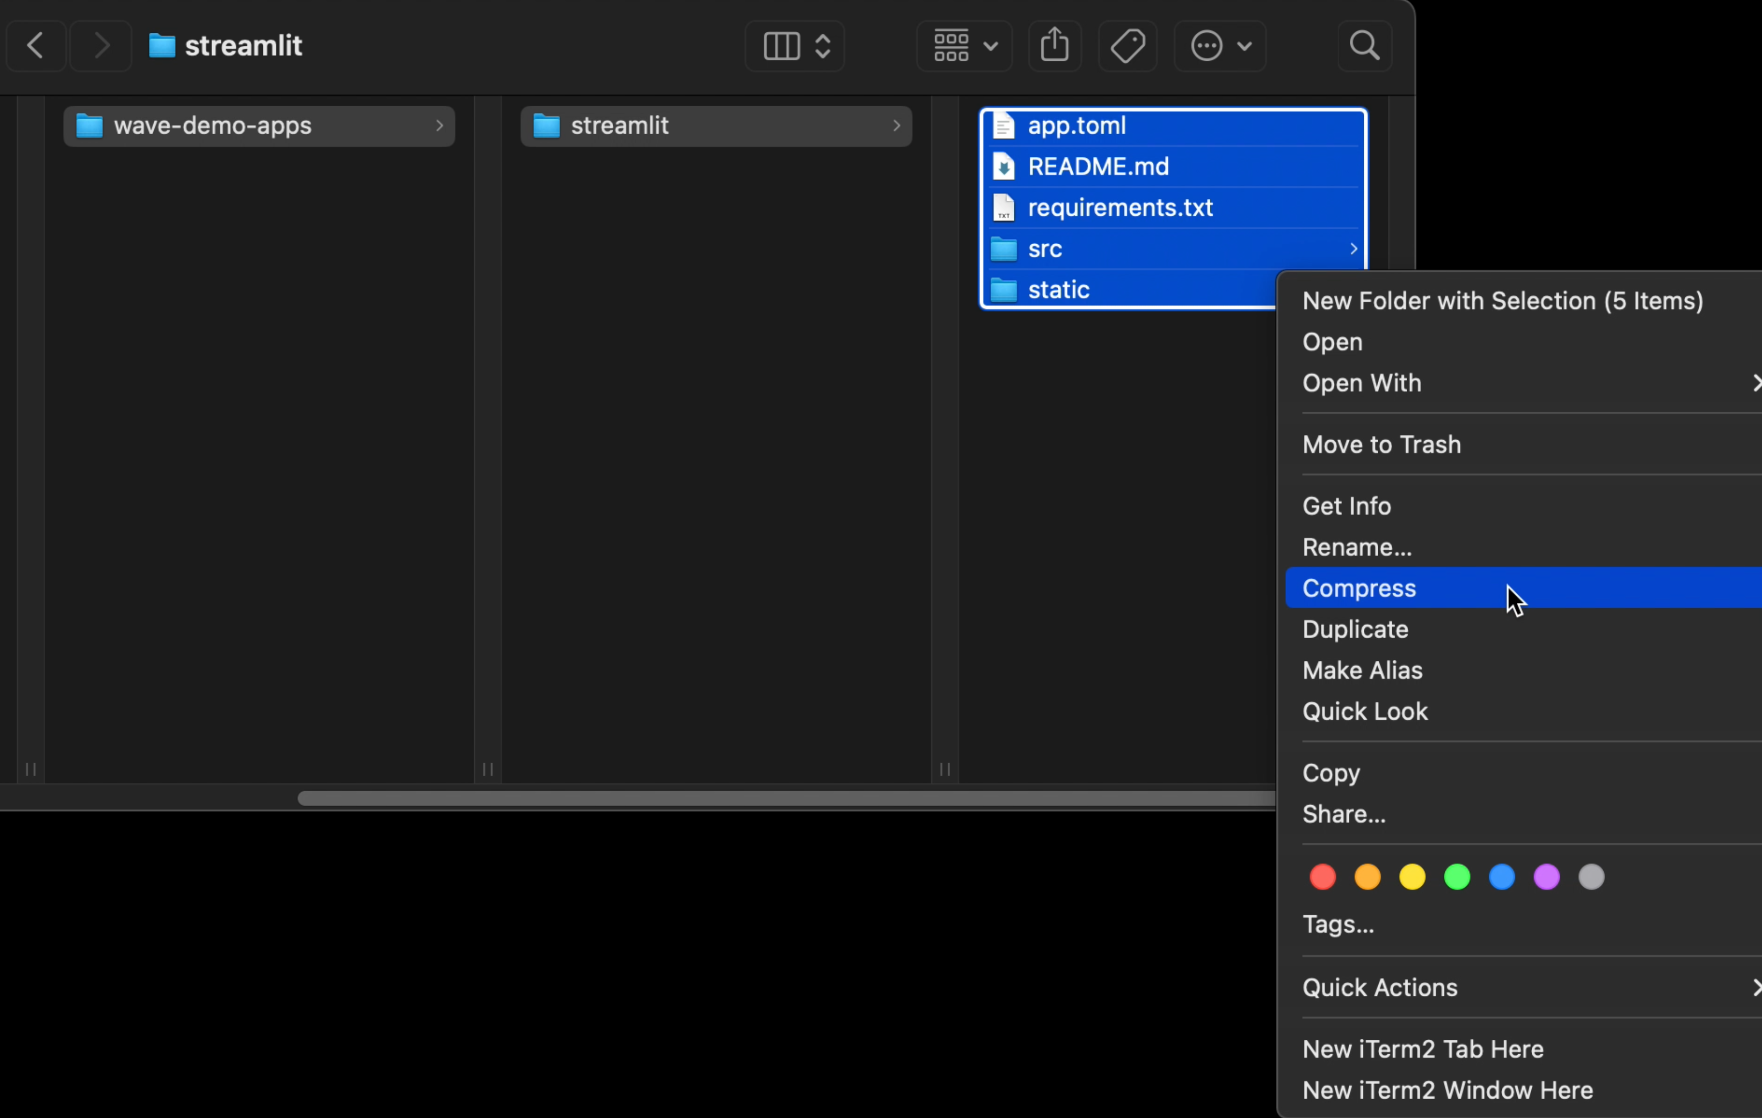 streamlit
wave-demo-apps
streamlit
app.toml
README.md
TXT
requirements.txt
src
static
New Folder with Selection (5 Items)
Open
Open With
Move to Trash
Get Info
Rename...
Compress
Duplicate
Make Alias
Quick Look
Copy
Share...
Tags...
Quick Actions
New iTerm2 Tab Here
New iTerm2 Window Here